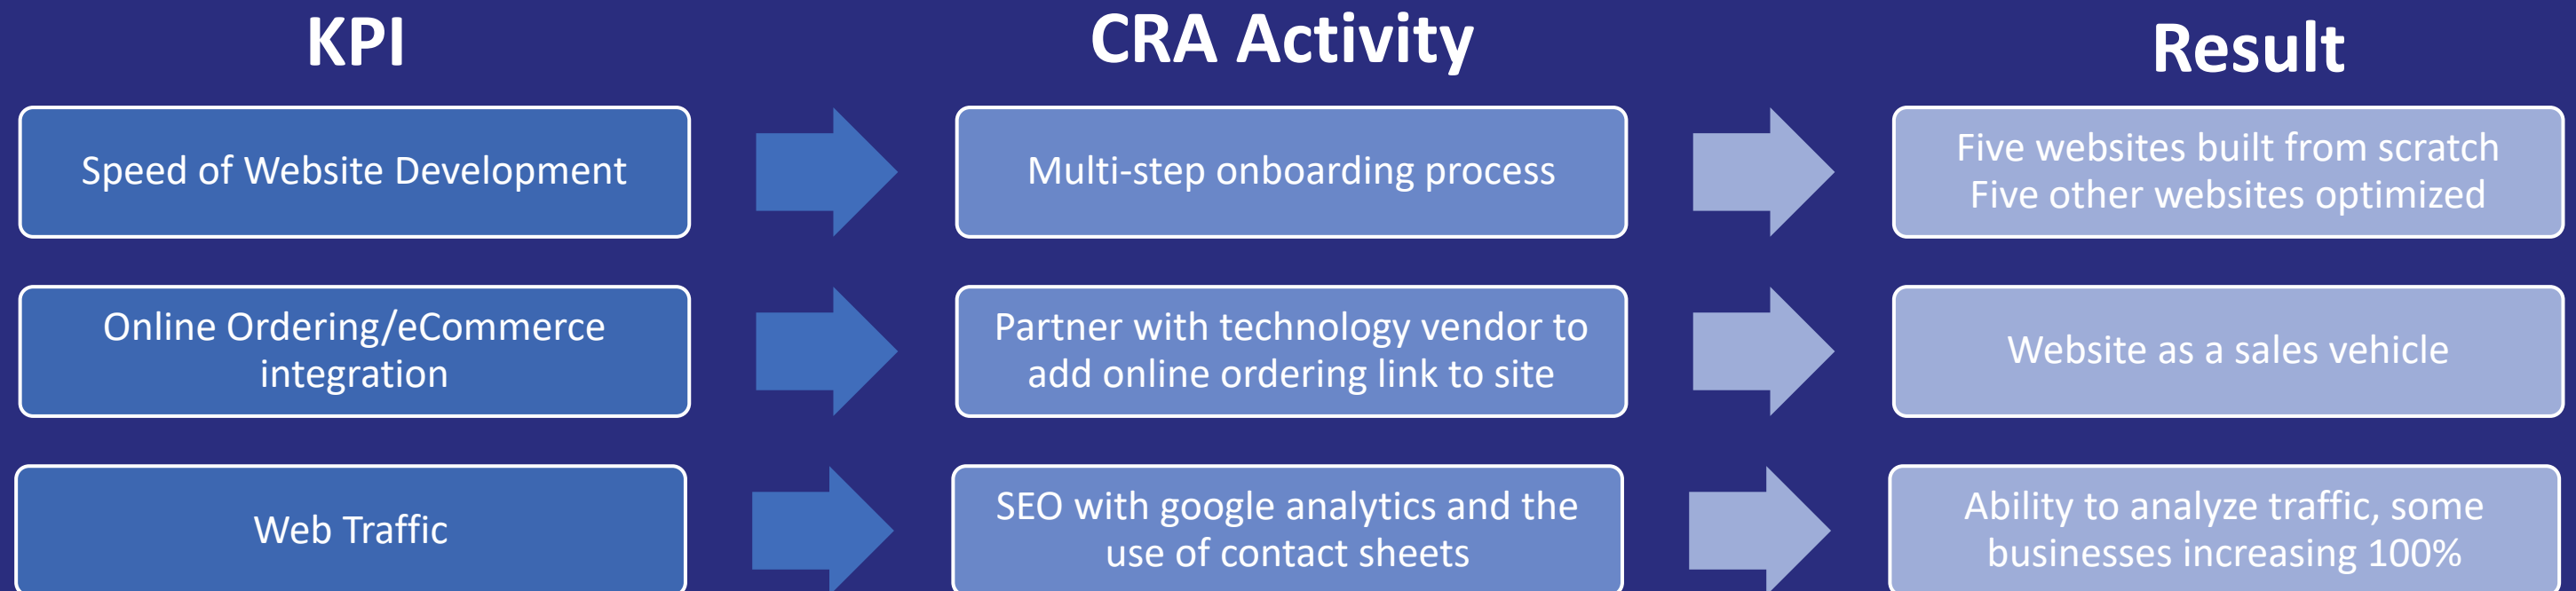 KPI
CRA Activity
Result
Speed of Website Development
Multi-step onboarding process
Five websites built from scratch
Five other websites optimized
Online Ordering/eCommerce
integration
Partner with technology vendor to
add online ordering link to site
Website as a sales vehicle
Web Traffic
SEO with google analytics and the
use of contact sheets
Ability to analyze traffic, some
businesses increasing 100%